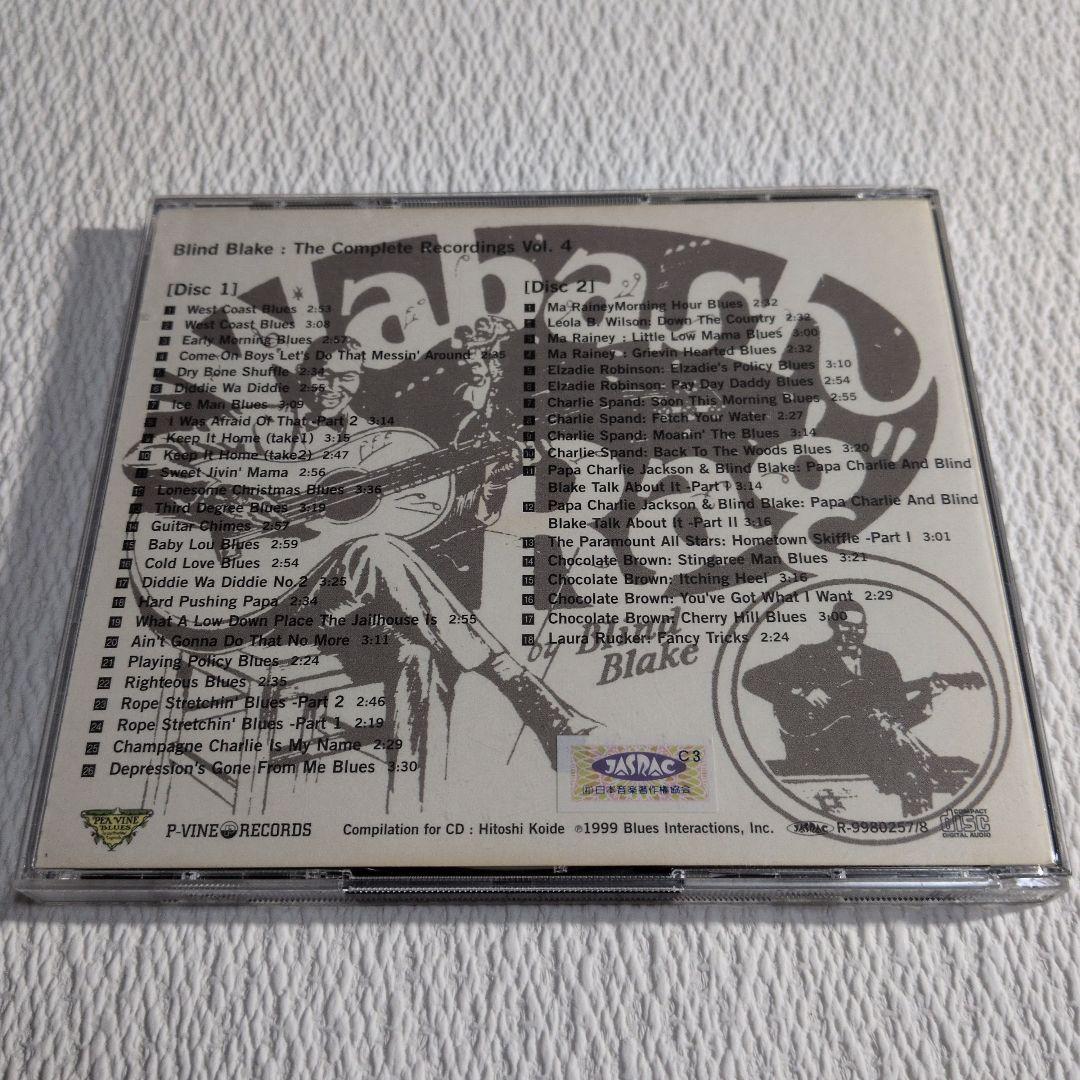 Blind Blake : The Complete Recordings Vol. 4
[Disc 1]
1 West Coast Blues 2:53
2 West Coast Blues 3:08
3 Early Morning Blues 2:57
4 Come On Boys Let's Do That Messin' Around 2:35
5 Dry Bone Shuffle 2:34
6 Diddie Wa Diddie 2:55
7 Ice Man Blues 3:09
8 I Was Afraid Of That -Part 2 3:14
9 Keep It Home (take1) 3:15
10 Keep It Home (take2) 2:47
11 Sweet Jivin' Mama 2:56
12 Lonesome Christmas Blues 3:36
13 Third Degree Blues 3:19
14 Guitar Chimes 2:57
15 Baby Lou Blues 2:59
16 Cold Love Blues 2:54
17 Diddie Wa Diddie No.2 3:25
18 Hard Pushing Papa 2:34
19 What A Low Down Place The Jailhouse Is 2:55
20 Ain't Gonna Do That No More 3:11
21 Playing Policy Blues 2:24
22 Righteous Blues 2:35
23 Rope Stretchin' Blues -Part 2 2:46
24 Rope Stretchin' Blues -Part 1 2:19
25 Champagne Charlie Is My Name 2:29
26 Depression's Gone From Me Blues 3:30
[Disc 2]
1 Ma RaineyMorning Hour Blues 2:32
2 Leola B. Wilson: Down The Country 2:32
3 Ma Rainey : Little Low Mama Blues 3:00
4 Ma Rainey : Grievin Hearted Blues 2:32
5 Elzadie Robinson: Elzadie's Policy Blues 3:10
6 Elzadie Robinson: Pay Day Daddy Blues 2:54
7 Charlie Spand: Soon This Morning Blues 2:55
8 Charlie Spand: Fetch Your Water 2:27
9 Charlie Spand: Moanin' The Blues 3:14
10 Charlie Spand: Back To The Woods Blues 3:20
11 Papa Charlie Jackson & Blind Blake: Papa Charlie And Blind
Blake Talk About It -Part I 3:14
12 Papa Charlie Jackson & Blind Blake: Papa Charlie And Blind
Blake Talk About It -Part II 3:16
13 The Paramount All Stars: Hometown Skiffle -Part I 3:01
14 Chocolate Brown: Stingaree Man Blues 3:21
15 Chocolate Brown: Itching Heel 3:16
16 Chocolate Brown: You've Got What I Want 2:29
17 Chocolate Brown: Cherry Hill Blues 3:00
18 Laura Rucker: Fancy Tricks 2:24
by Blind
Blake
JASRAC C3
日本音楽著作権協会
PEA VINE
BLUES
P-VINE RECORDS
Compilation for CD : Hitoshi Koide ℗1999 Blues Interactions, Inc.
JASRAC R-9980257/8
COMPACT
disc
DIGITAL AUDIO